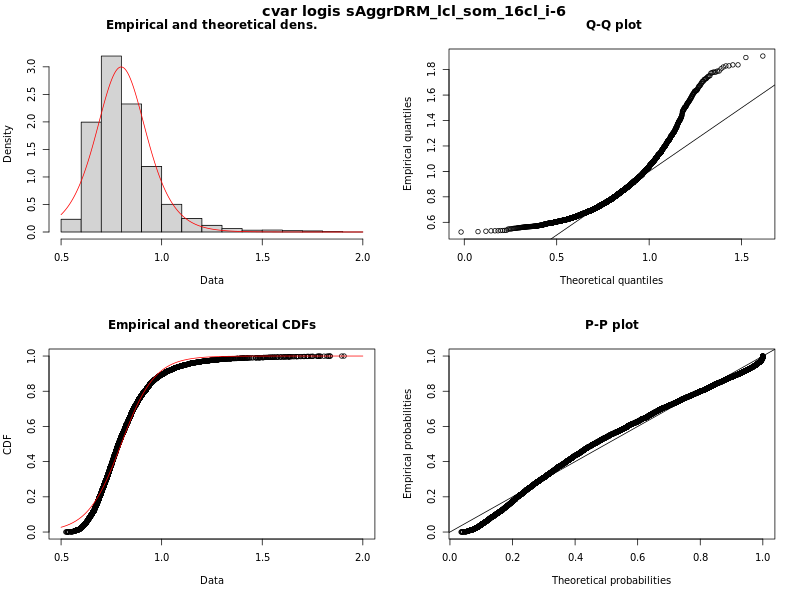 cvar logis sAggrDRM_lcl_som_16cl_i-6
Empirical and theoretical dens.
Density
0.0 0.5 1.0 1.5 2.0 2.5 3.0
0.5 1.0 1.5 2.0
Data
Q-Q plot
Empirical quantiles
0.6 0.8 1.0 1.2 1.4 1.6 1.8
0.0 0.5 1.0 1.5
Theoretical quantiles
Empirical and theoretical CDFs
CDF
0.0 0.2 0.4 0.6 0.8 1.0
0.5 1.0 1.5 2.0
Data
P-P plot
Empirical probabilities
0.0 0.2 0.4 0.6 0.8 1.0
0.0 0.2 0.4 0.6 0.8 1.0
Theoretical probabilities